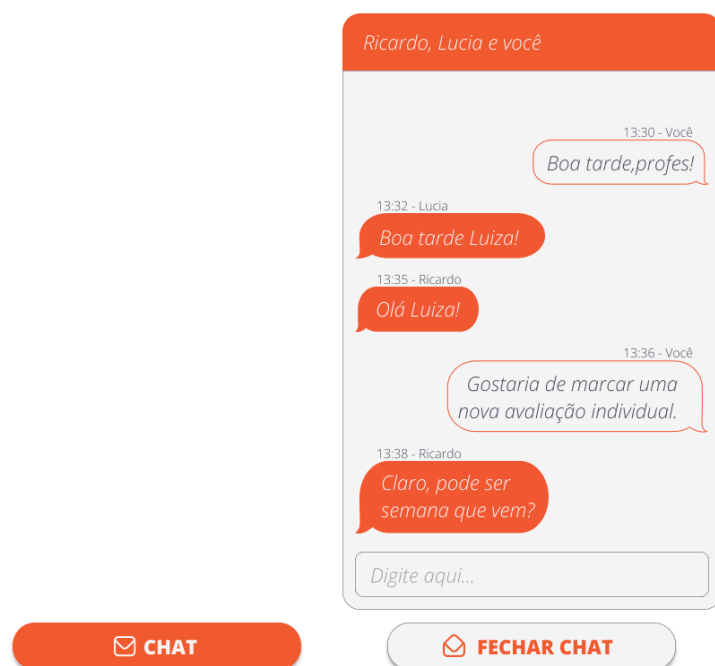 Ricardo, Lucia e você
13:30 - Você
Boa tarde,profes!
13:32 - Lucia
Boa tarde Luiza!
13:35 - Ricardo
Olá Luiza!
13:36 - Você
Gostaria de marcar uma
nova avaliação individual.
13:38 - Ricardo
Claro, pode ser
semana que vem?
Digite aqui...
CHAT
FECHAR CHAT